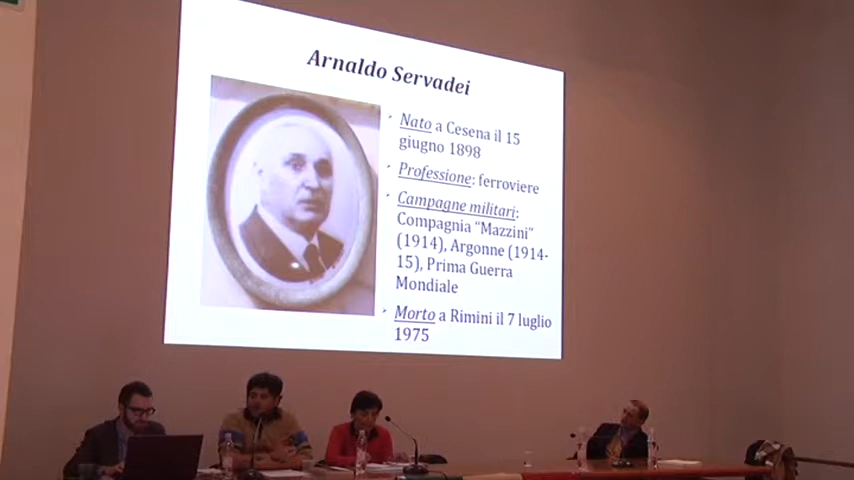 Arnaldo Servadei
Nato a Cesena il 15
giugno 1898
Professione: ferroviere
Campagne militari:
Compagnia "Mazzini"
(1914), Argonne (1914-
15), Prima Guerra
Mondiale
Morto a Rimini il 7 luglio
1975